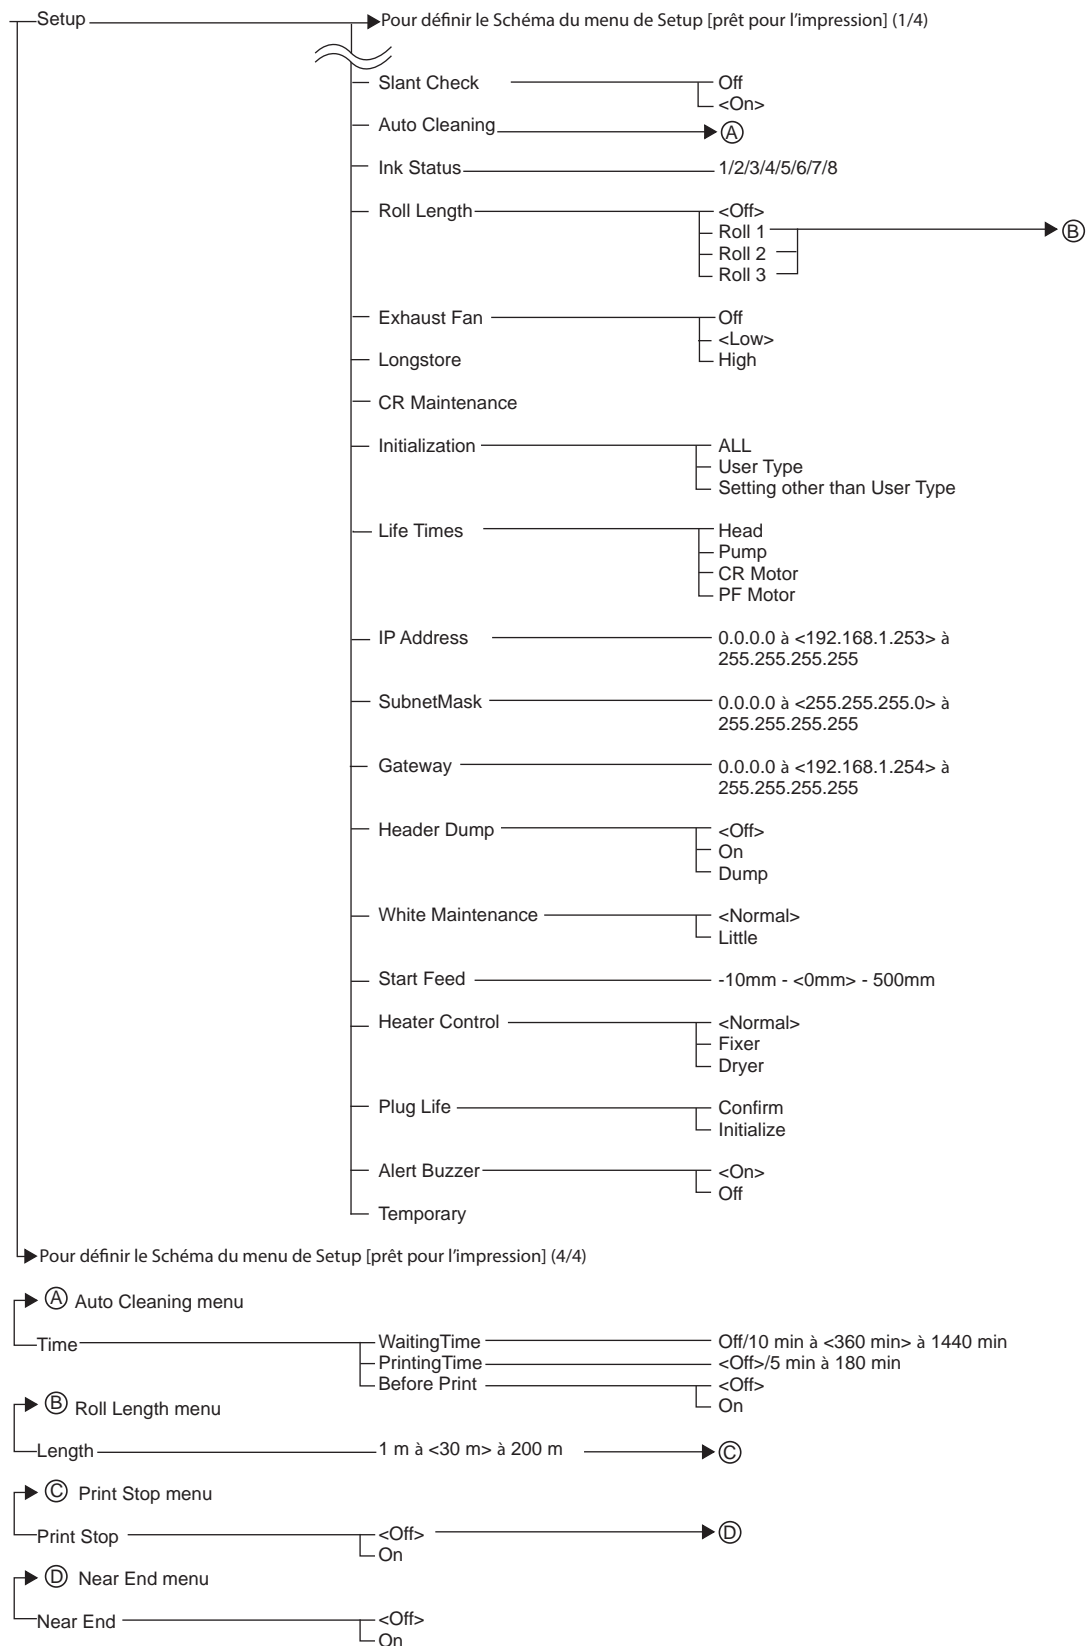 Setup Pour définir le Schéma du menu de Setup [prêt pour l'impression] (1/4)
Slant Check Off
<On>
Auto Cleaning A
Ink Status 1/2/3/4/5/6/7/8
Roll Length <Off>
Roll 1 B
Roll 2
Roll 3
Exhaust Fan Off
<Low>
Longstore High
CR Maintenance
Initialization ALL
User Type
Setting other than User Type
Life Times Head
Pump
CR Motor
PF Motor
IP Address 0.0.0.0 à <192.168.1.253> à
255.255.255.255
SubnetMask 0.0.0.0 à <255.255.255.0> à
255.255.255.255
Gateway 0.0.0.0 à <192.168.1.254> à
255.255.255.255
Header Dump <Off>
On
Dump
White Maintenance <Normal>
Little
Start Feed -10mm - <0mm> - 500mm
Heater Control <Normal>
Fixer
Dryer
Plug Life Confirm
Initialize
Alert Buzzer <On>
Off
Temporary
Pour définir le Schéma du menu de Setup [prêt pour l'impression] (4/4)
A Auto Cleaning menu
Time WaitingTime Off/10 min à <360 min> à 1440 min
PrintingTime <Off>/5 min à 180 min
Before Print <Off>
On
B Roll Length menu
Length 1 m à <30 m> à 200 m C
C Print Stop menu
Print Stop <Off> D
On
D Near End menu
Near End <Off>
On